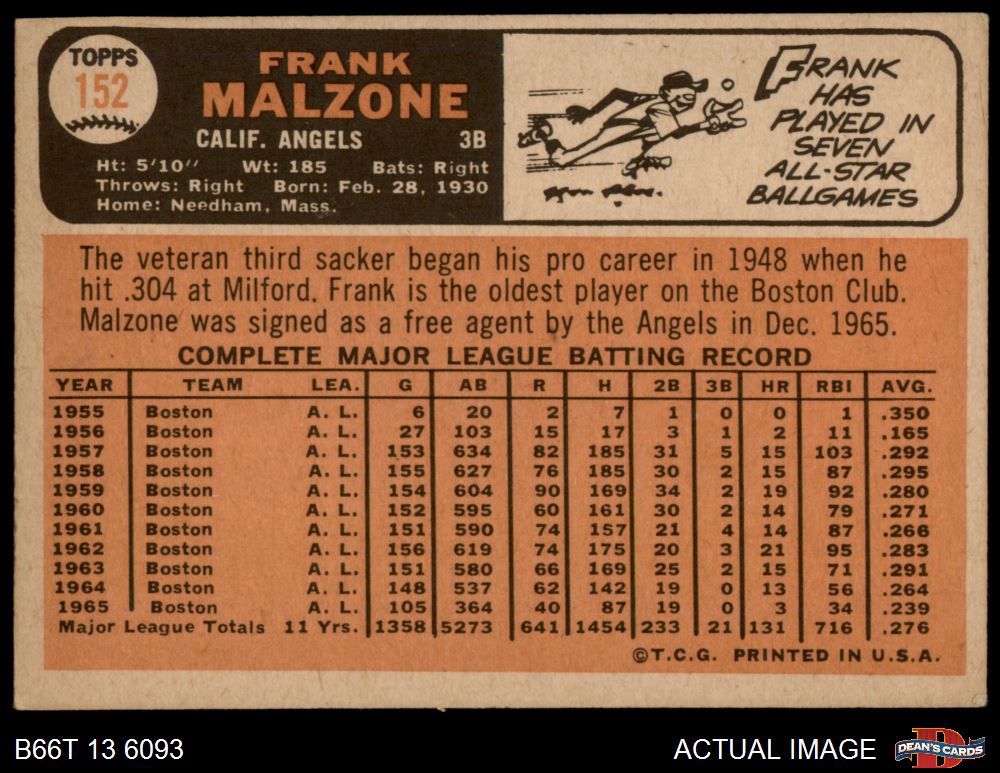 TOPPS
152
FRANK
MALZONE
CALIF. ANGELS 3B
Ht: 5'10" Wt: 185 Bats: Right
Throws: Right Born: Feb. 28, 1930
Home: Needham, Mass.
FRANK
HAS
PLAYED IN
SEVEN
ALL-STAR
BALLGAMES
The veteran third sacker began his pro career in 1948 when he
hit .304 at Milford. Frank is the oldest player on the Boston Club.
Malzone was signed as a free agent by the Angels in Dec. 1965.
COMPLETE MAJOR LEAGUE BATTING RECORD
YEAR TEAM LEA. G AB R H 2B 3B HR RBI AVG.
1955 Boston A. L. 6 20 2 7 1 0 0 1 .350
1956 Boston A. L. 27 103 15 17 3 1 2 11 .165
1957 Boston A. L. 153 634 82 185 31 5 15 103 .292
1958 Boston A. L. 155 627 76 185 30 2 15 87 .295
1959 Boston A. L. 154 604 90 169 34 2 19 92 .280
1960 Boston A. L. 152 595 60 161 30 2 14 79 .271
1961 Boston A. L. 151 590 74 157 21 4 14 87 .266
1962 Boston A. L. 156 619 74 175 20 3 21 95 .283
1963 Boston A. L. 151 580 66 169 25 2 15 71 .291
1964 Boston A. L. 148 537 62 142 19 0 13 56 .264
1965 Boston A. L. 105 364 40 87 19 0 3 34 .239
Major League Totals 11 Yrs. 1358 5273 641 1454 233 21 131 716 .276
©T.C.G. PRINTED IN U.S.A.
B66T 13 6093
ACTUAL IMAGE
DEAN'S CARDS